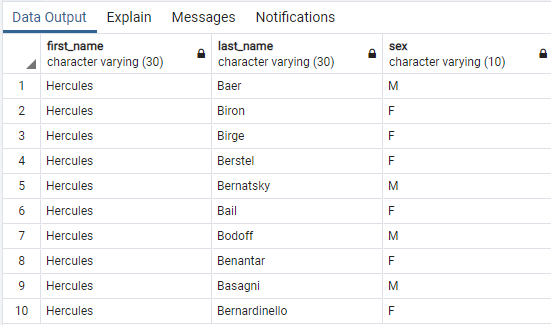 Data Output Explain Messages Notifications
first_name last_name sex
character varying (30) character varying (30) character varying (10)
1 Hercules Baer M
2 Hercules Biron F
3 Hercules Birge F
4 Hercules Berstel F
5 Hercules Bernatsky M
6 Hercules Bail F
7 Hercules Bodoff M
8 Hercules Benantar F
9 Hercules Basagni M
10 Hercules Bernardinello F